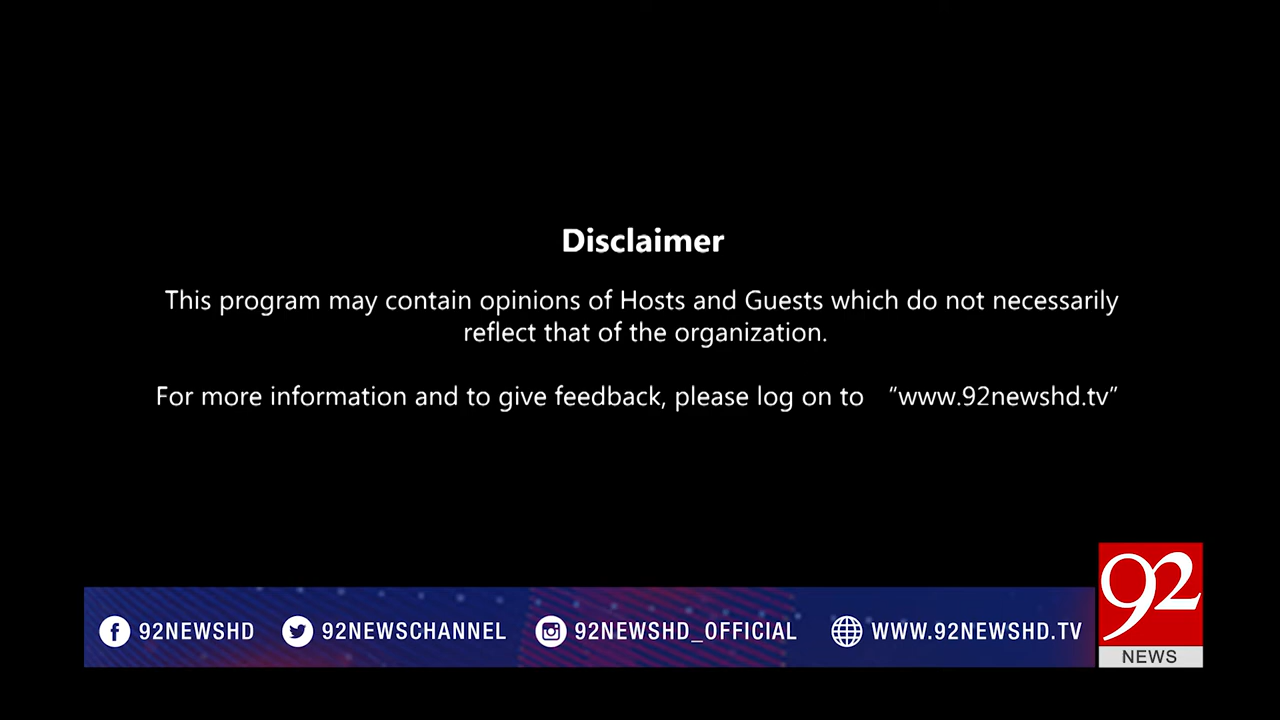 Disclaimer
This program may contain opinions of Hosts and Guests which do not necessarily
reflect that of the organization.
For more information and to give feedback, please log on to “www.92newshd.tv”
92NEWSHD 92NEWSCHANNEL 92NEWSHD_OFFICIAL WWW.92NEWSHD.TV
92
NEWS